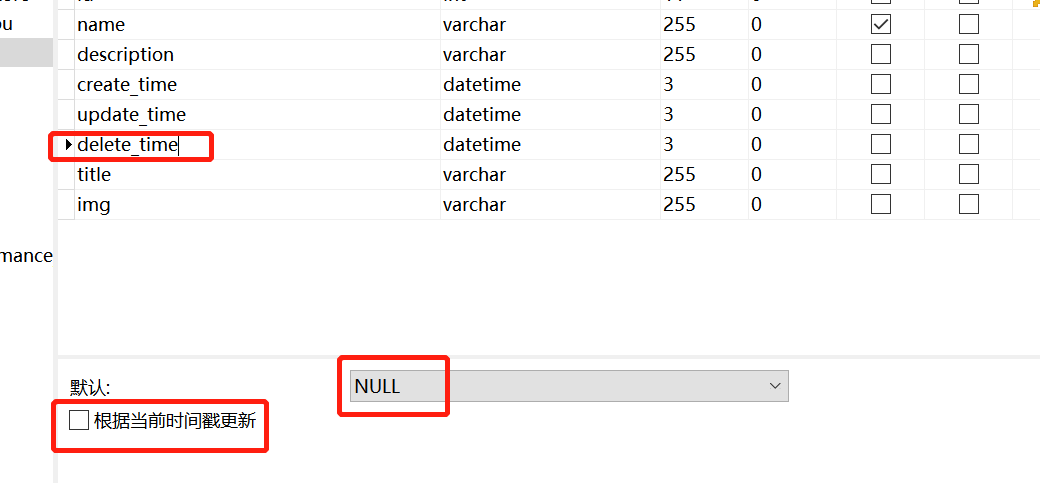 ou
name varchar 255 0
description varchar 255 0
create_time datetime 3 0
update_time datetime 3 0
delete_time datetime 3 0
title varchar 255 0
img varchar 255 0
mance
默认: NULL
根据当前时间戳更新